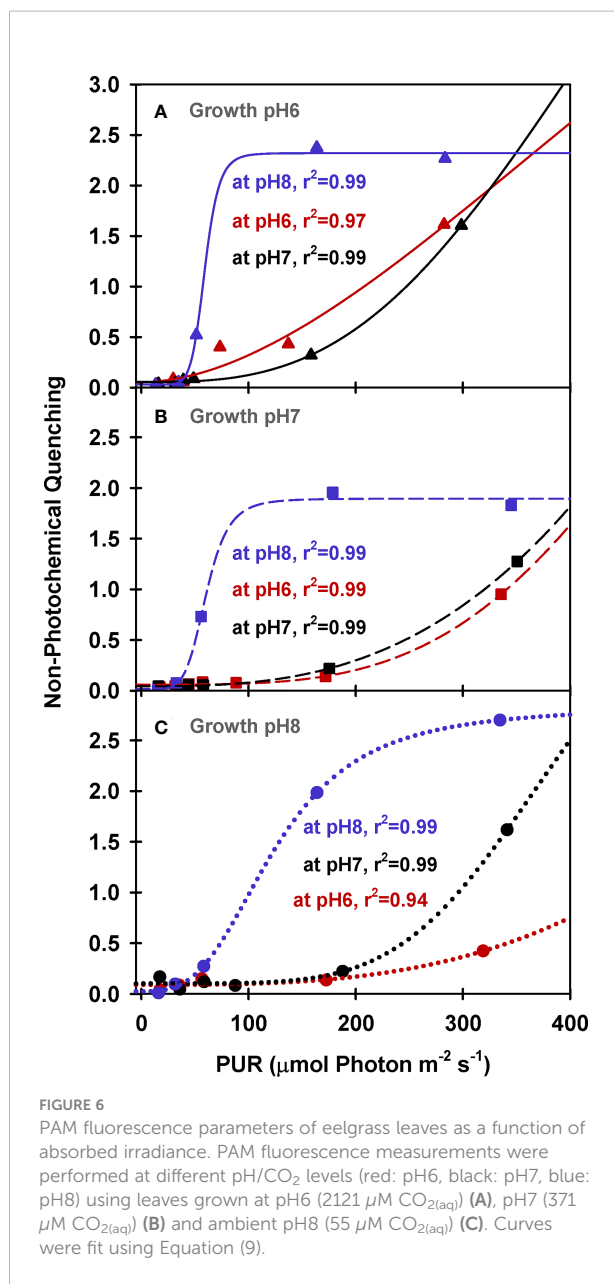 Non-Photochemical Quenching
3.0
2.5
2.0
1.5
1.0
0.5
0.0
A Growth pH6
at pH8, r²=0.99
at pH6, r²=0.97
at pH7, r²=0.99
2.5
2.0
1.5
1.0
0.5
0.0
B Growth pH7
at pH8, r²=0.99
at pH6, r²=0.99
at pH7, r²=0.99
2.5
2.0
1.5
1.0
0.5
0.0
C Growth pH8
at pH8, r²=0.99
at pH7, r²=0.99
at pH6, r²=0.94
0 100 200 300 400
PUR (μmol Photon m⁻² s⁻¹)
FIGURE 6
PAM fluorescence parameters of eelgrass leaves as a function of
absorbed irradiance. PAM fluorescence measurements were
performed at different pH/CO₂ levels (red: pH6, black: pH7, blue:
pH8) using leaves grown at pH6 (2121 μM CO₂₍aq₎) (A), pH7 (371
μM CO₂₍aq₎) (B) and ambient pH8 (55 μM CO₂₍aq₎) (C). Curves
were fit using Equation (9).